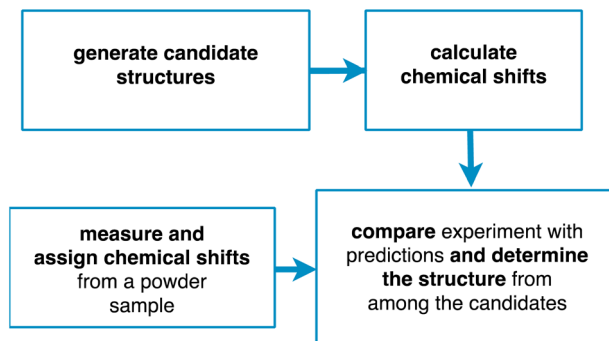 generate candidate
structures
calculate
chemical shifts
measure and
assign chemical shifts
from a powder
sample
compare experiment with
predictions and determine
the structure from
among the candidates